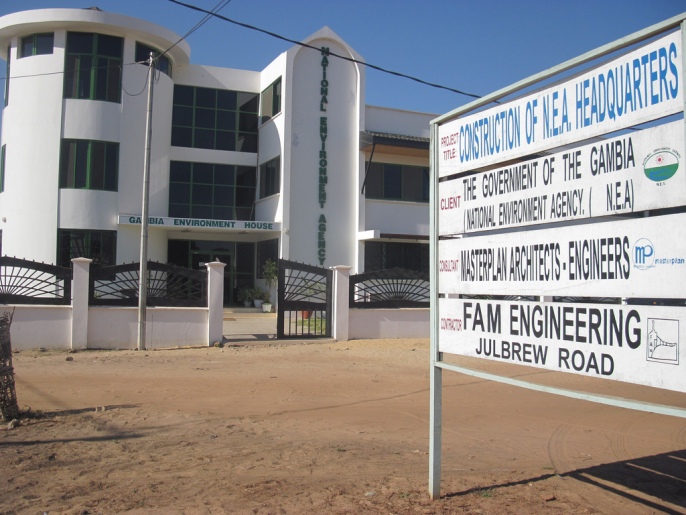 NATIONAL ENVIRONMENT AGENCY
GAMBIA ENVIRONMENT HOUSE
PROJECT TITLE: CONSTRUCTION OF N.E.A. HEADQUARTERS
CLIENT THE GOVERNMENT OF THE GAMBIA
(NATIONAL ENVIRONMENT AGENCY. ( N.E.A)
N.E.A
CONSULTANT MASTERPLAN ARCHITECTS - ENGINEERS
mp
masterplan
CONTRACTOR FAM ENGINEERING
JULBREW ROAD